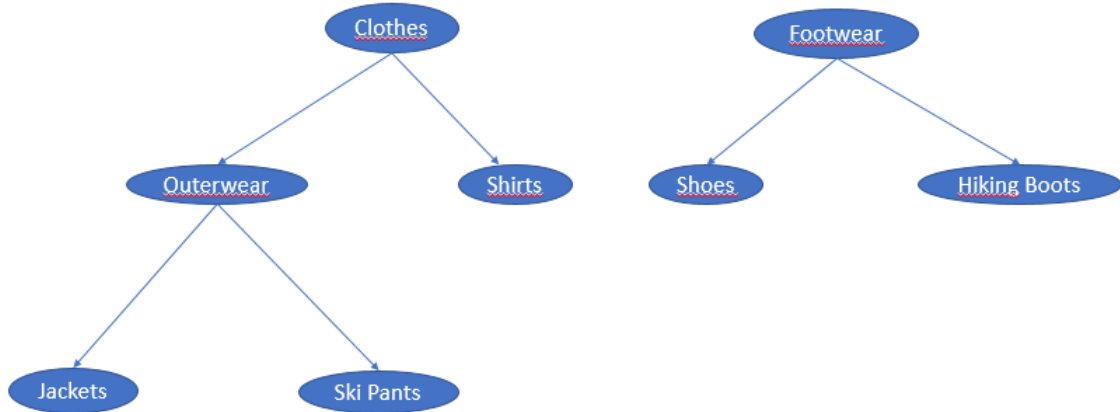 Clothes
Footwear
Outerwear
Shirts
Shoes
Hiking Boots
Jackets
Ski Pants